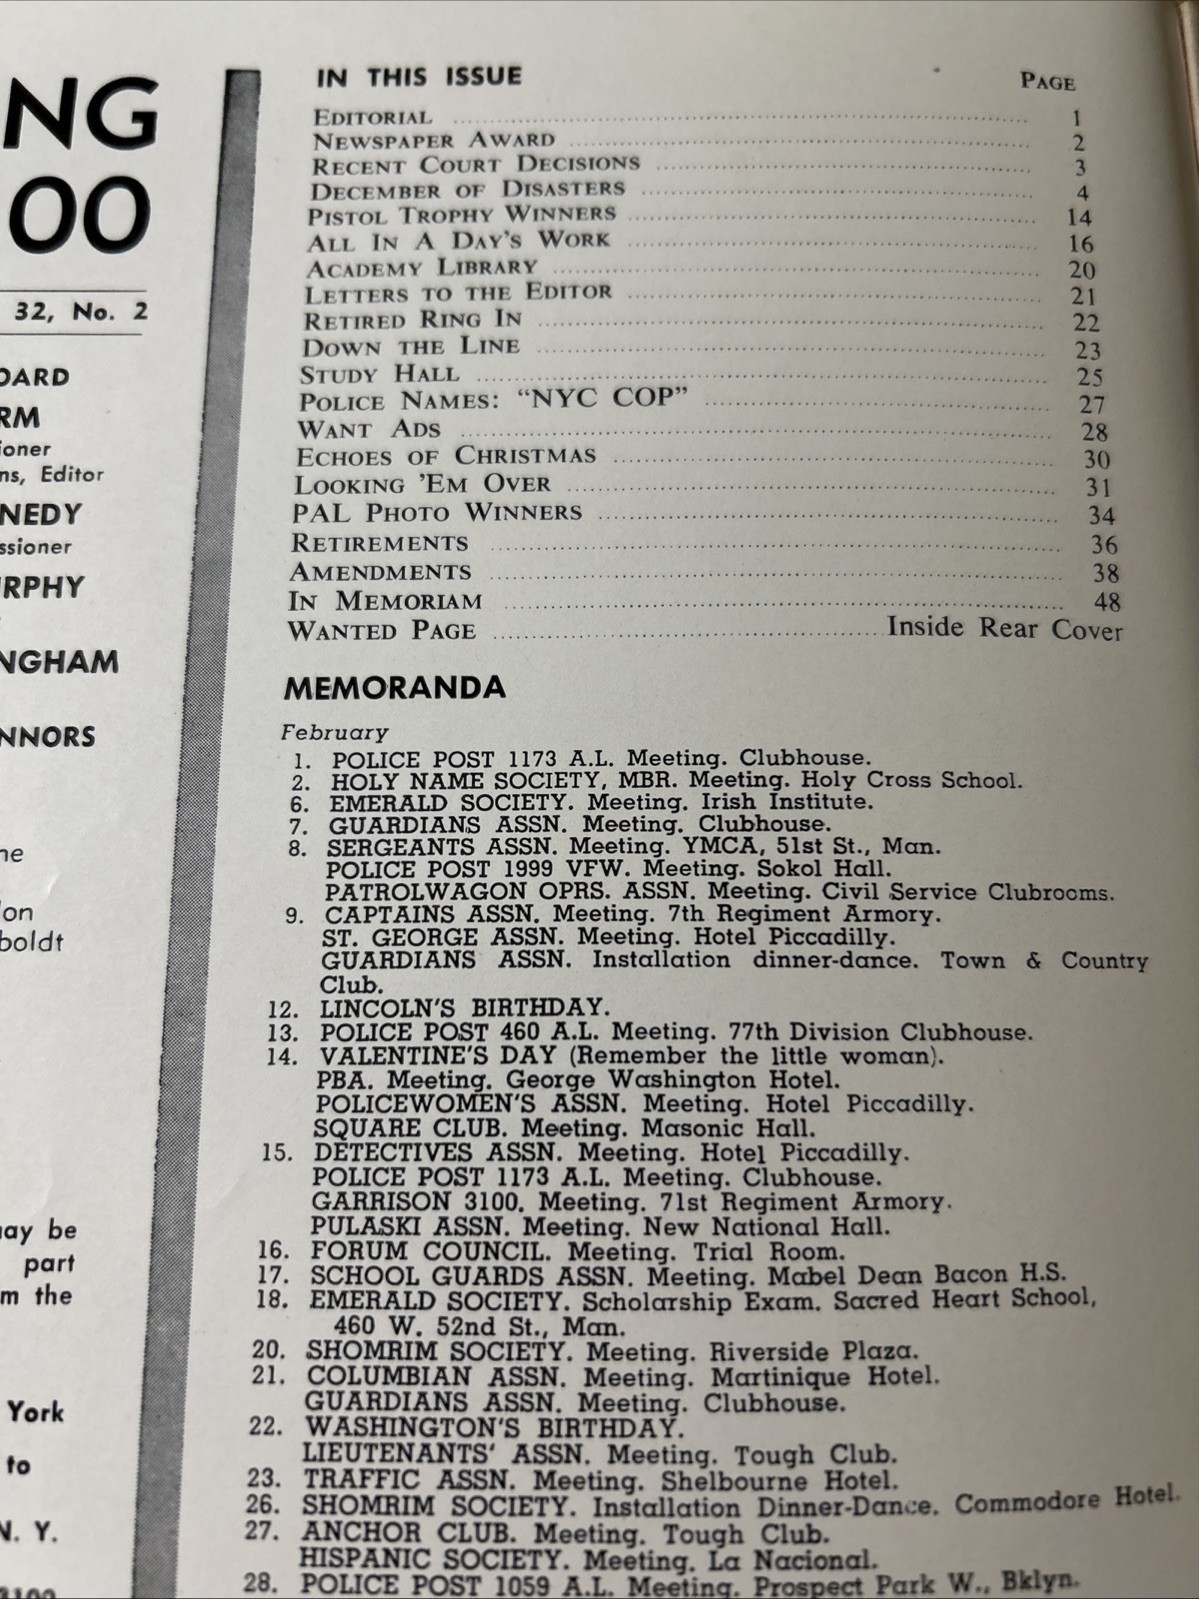 NG
00
32, No. 2
OARD
RM
ioner
ns, Editor
NEDY
ssioner
RPHY
NGHAM
NNORS
ne
lon
boldt
ay be
part
m the
York
to
N. Y.
3100
IN THIS ISSUE PAGE
EDITORIAL 1
NEWSPAPER AWARD 2
RECENT COURT DECISIONS 3
DECEMBER OF DISASTERS 4
PISTOL TROPHY WINNERS 14
ALL IN A DAY'S WORK 16
ACADEMY LIBRARY 20
LETTERS TO THE EDITOR 21
RETIRED RING IN 22
DOWN THE LINE 23
STUDY HALL 25
POLICE NAMES: “NYC COP” 27
WANT ADS 28
ECHOES OF CHRISTMAS 30
LOOKING 'EM OVER 31
PAL PHOTO WINNERS 34
RETIREMENTS 36
AMENDMENTS 38
IN MEMORIAM 48
WANTED PAGE Inside Rear Cover
MEMORANDA
February
1. POLICE POST 1173 A.L. Meeting. Clubhouse.
2. HOLY NAME SOCIETY, MBR. Meeting. Holy Cross School.
6. EMERALD SOCIETY. Meeting. Irish Institute.
7. GUARDIANS ASSN. Meeting. Clubhouse.
8. SERGEANTS ASSN. Meeting. YMCA, 51st St., Man.
POLICE POST 1999 VFW. Meeting. Sokol Hall.
PATROLWAGON OPRS. ASSN. Meeting. Civil Service Clubrooms.
9. CAPTAINS ASSN. Meeting. 7th Regiment Armory.
ST. GEORGE ASSN. Meeting. Hotel Piccadilly.
GUARDIANS ASSN. Installation dinner-dance. Town & Country
Club.
12. LINCOLN'S BIRTHDAY.
13. POLICE POST 460 A.L. Meeting. 77th Division Clubhouse.
14. VALENTINE'S DAY (Remember the little woman).
PBA. Meeting. George Washington Hotel.
POLICEWOMEN'S ASSN. Meeting. Hotel Piccadilly.
SQUARE CLUB. Meeting. Masonic Hall.
15. DETECTIVES ASSN. Meeting. Hotel Piccadilly.
POLICE POST 1173 A.L. Meeting. Clubhouse.
GARRISON 3100. Meeting. 71st Regiment Armory.
PULASKI ASSN. Meeting. New National Hall.
16. FORUM COUNCIL. Meeting. Trial Room.
17. SCHOOL GUARDS ASSN. Meeting. Mabel Dean Bacon H.S.
18. EMERALD SOCIETY. Scholarship Exam. Sacred Heart School,
460 W. 52nd St., Man.
20. SHOMRIM SOCIETY. Meeting. Riverside Plaza.
21. COLUMBIAN ASSN. Meeting. Martinique Hotel.
GUARDIANS ASSN. Meeting. Clubhouse.
22. WASHINGTON'S BIRTHDAY.
LIEUTENANTS' ASSN. Meeting. Tough Club.
23. TRAFFIC ASSN. Meeting. Shelbourne Hotel.
26. SHOMRIM SOCIETY. Installation Dinner-Dance. Commodore Hotel.
27. ANCHOR CLUB. Meeting. Tough Club.
HISPANIC SOCIETY. Meeting. La Nacional.
28. POLICE POST 1059 A.L. Meeting. Prospect Park W., Bklyn.